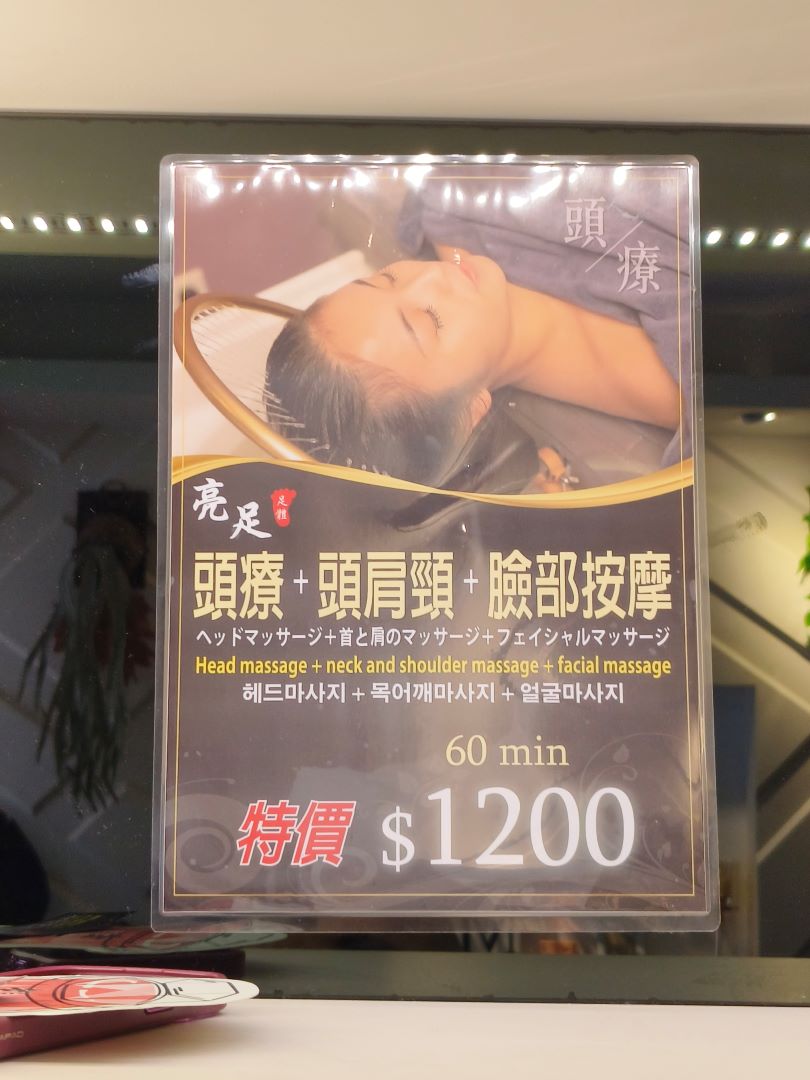 頭療
亮足
足體
頭療+頭肩頸+臉部按摩
ヘッドマッサージ+首と肩のマッサージ+フェイシャルマッサージ
Head massage + neck and shoulder massage + facial massage
헤드마사지 + 목어깨마사지 + 얼굴마사지
60 min
特價 $1200